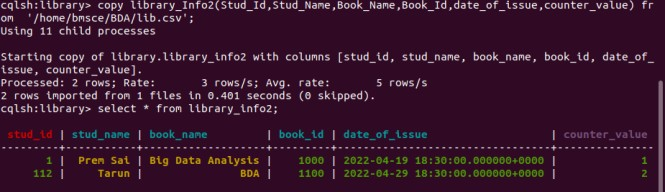 cqlsh:library> copy library_Info2(Stud_Id,Stud_Name,Book_Name,Book_Id,date_of_issue,counter_value) fr
om  '/home/bmsce/BDA/lib.csv';
Using 11 child processes
Starting copy of library.library_info2 with columns [stud_id, stud_name, book_name, book_id, date_of_
issue, counter_value].
Processed: 2 rows; Rate:       3 rows/s; Avg. rate:       5 rows/s
2 rows imported from 1 files in 0.401 seconds (0 skipped).
cqlsh:library> select * from library_info2;
 stud_id | stud_name | book_name         | book_id | date_of_issue                   | counter_value
---------+-----------+-------------------+---------+---------------------------------+---------------
       1 |  Prem Sai | Big Data Analysis |    1000 | 2022-04-19 18:30:00.000000+0000 |             1
     112 |     Tarun |               BDA |    1100 | 2022-04-29 18:30:00.000000+0000 |             2